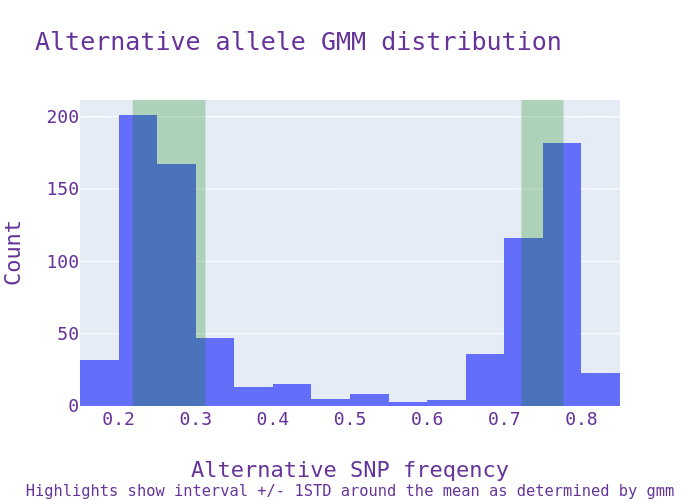 Alternative allele GMM distribution
200
150
100
50
0
Count
0.2 0.3 0.4 0.5 0.6 0.7 0.8
Alternative SNP freqency
Highlights show interval +/- 1STD around the mean as determined by gmm